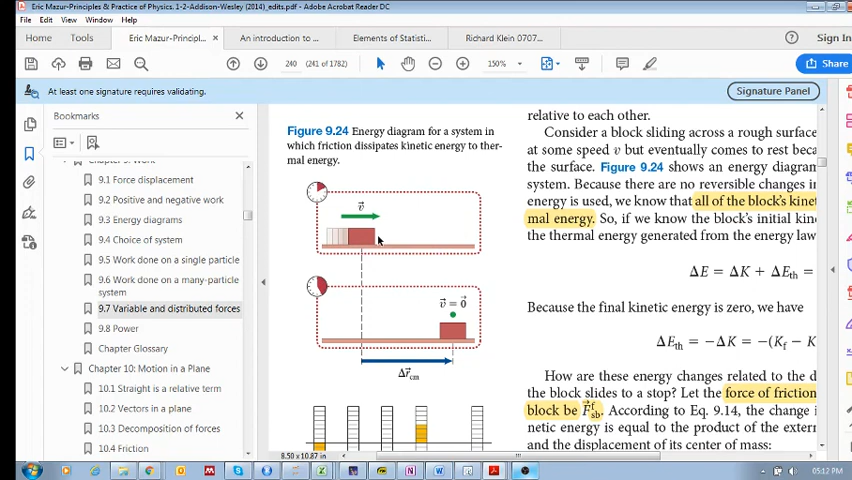 Eric Mazur-Principles & Practice of Physics. 1-2-Addison-Wesley (2014)_edits.pdf - Adobe Acrobat Reader DC
File Edit View Window Help
Home Tools Eric Mazur-Principl... × An introduction to ... Elements of Statisti... Richard Klein 0707... Sign In
240 (241 of 1782) 150% Share
At least one signature requires validating. Signature Panel
Bookmarks ×
9.1 Force displacement
9.2 Positive and negative work
9.3 Energy diagrams
9.4 Choice of system
9.5 Work done on a single particle
9.6 Work done on a many-particle
system
9.7 Variable and distributed forces
9.8 Power
Chapter Glossary
Chapter 10: Motion in a Plane
10.1 Straight is a relative term
10.2 Vectors in a plane
10.3 Decomposition of forces
10.4 Friction
Figure 9.24 Energy diagram for a system in
which friction dissipates kinetic energy to ther-
mal energy.
v⃗
v⃗ = 0⃗
Δr⃗cm
8.50 x 10.87 in
relative to each other.
Consider a block sliding across a rough surface
at some speed v but eventually comes to rest beca
the surface. Figure 9.24 shows an energy diagram
system. Because there are no reversible changes in
energy is used, we know that all of the block's kinet
mal energy. So, if we know the block's initial kine
the thermal energy generated from the energy law
ΔE = ΔK + ΔEth =
Because the final kinetic energy is zero, we have
ΔEth = −ΔK = −(Kf − K
How are these energy changes related to the d
the block slides to a stop? Let the force of friction
block be F⃗fsb. According to Eq. 9.14, the change i
netic energy is equal to the product of the extern
and the displacement of its center of mass:
05:12 PM